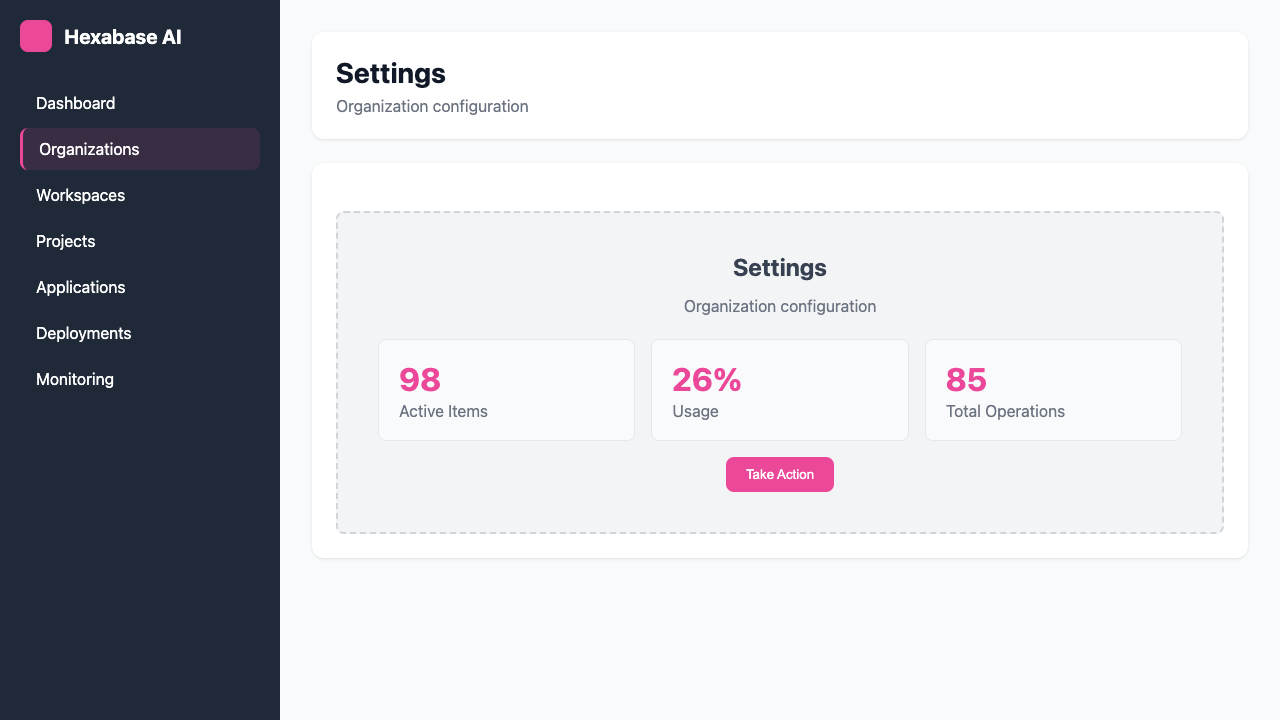 Hexabase AI
Dashboard
Organizations
Workspaces
Projects
Applications
Deployments
Monitoring
Settings
Organization configuration
Settings
Organization configuration
98
Active Items
26%
Usage
85
Total Operations
Take Action